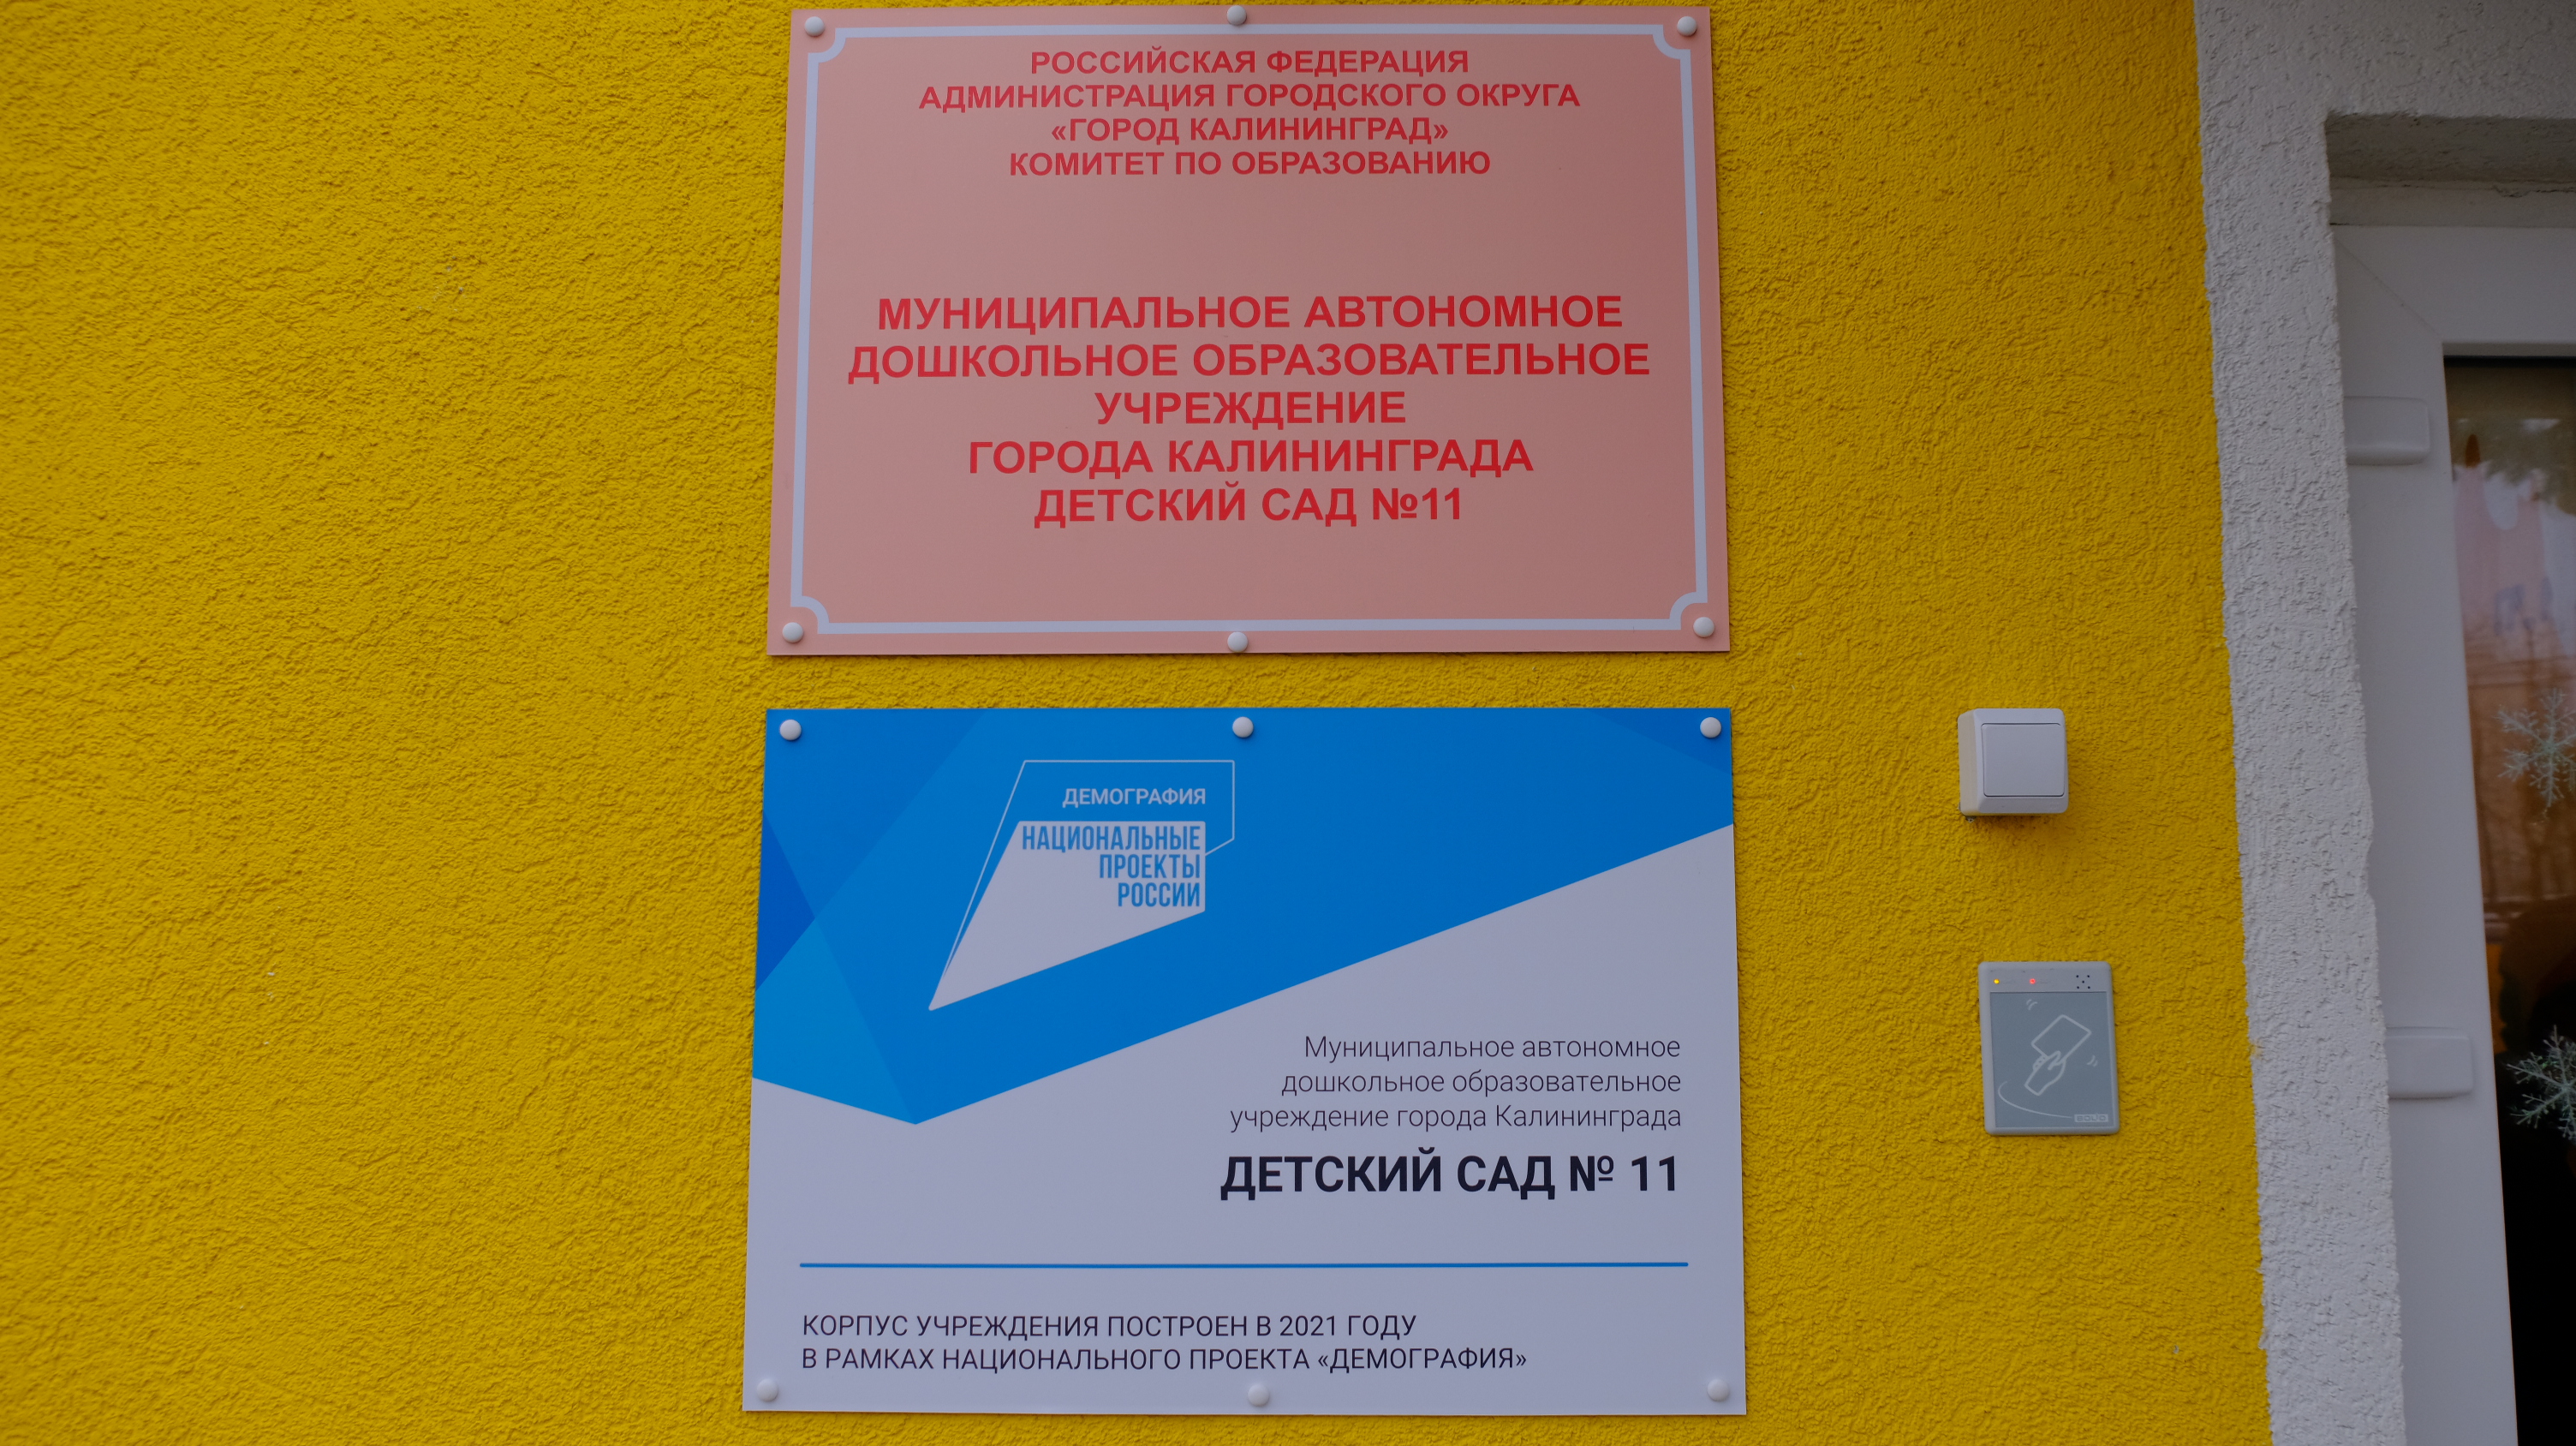 РОССИЙСКАЯ ФЕДЕРАЦИЯ
АДМИНИСТРАЦИЯ ГОРОДСКОГО ОКРУГА
«ГОРОД КАЛИНИНГРАД»
КОМИТЕТ ПО ОБРАЗОВАНИЮ
МУНИЦИПАЛЬНОЕ АВТОНОМНОЕ
ДОШКОЛЬНОЕ ОБРАЗОВАТЕЛЬНОЕ
УЧРЕЖДЕНИЕ
ГОРОДА КАЛИНИНГРАДА
ДЕТСКИЙ САД №11
ДЕМОГРАФИЯ
НАЦИОНАЛЬНЫЕ
ПРОЕКТЫ
РОССИИ
Муниципальное автономное
дошкольное образовательное
учреждение города Калининграда
ДЕТСКИЙ САД № 11
КОРПУС УЧРЕЖДЕНИЯ ПОСТРОЕН В 2021 ГОДУ
В РАМКАХ НАЦИОНАЛЬНОГО ПРОЕКТА «ДЕМОГРАФИЯ»